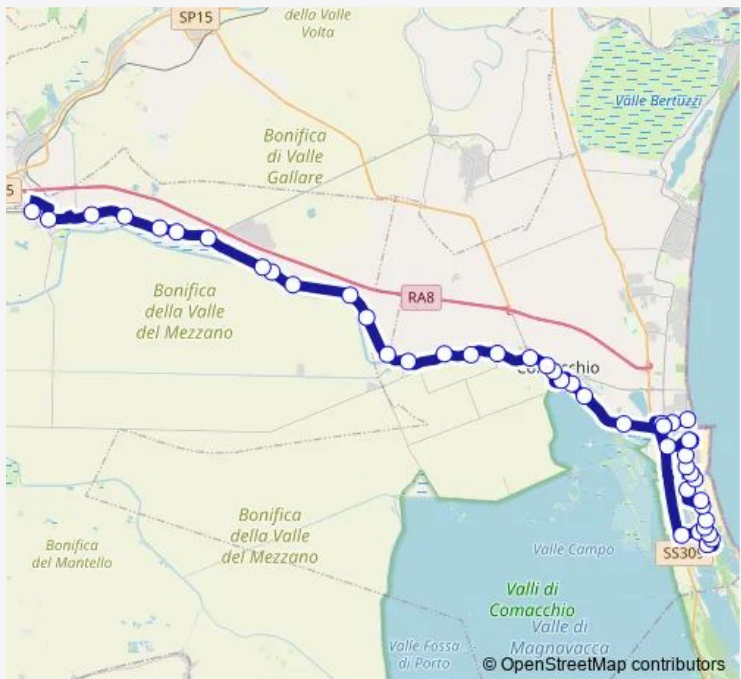 SP15
della Valle
Volta
Valle Bertuzzi
Bonifica
di Valle
Gallare
5
RA8
Bonifica
della Valle
del Mezzano
SS309
Bonifica
della Valle
del Mezzano
Bonifica
del Mantello
Valle Campo
Valli di
Comacchio
Valle di
Magnavacca
Valle Fossa
di Porto
© OpenStreetMap contributors